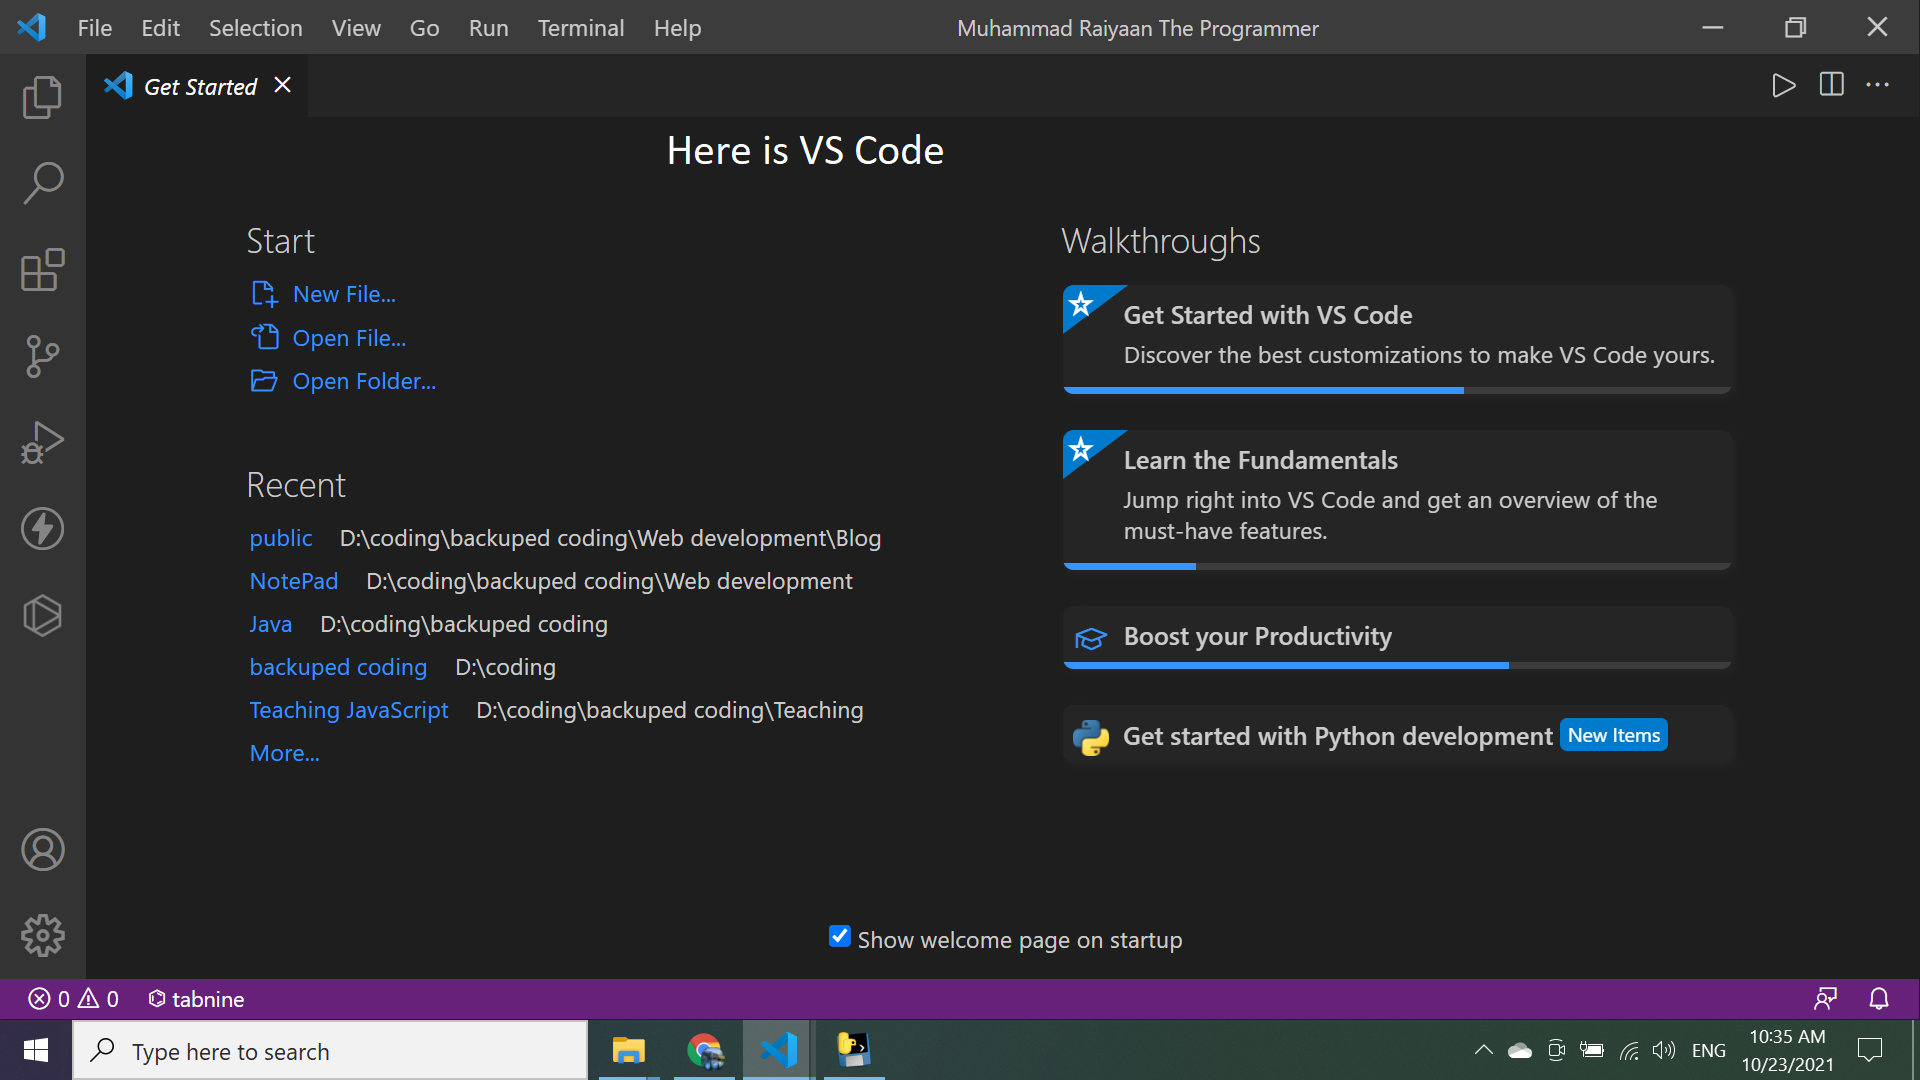 File Edit Selection View Go Run Terminal Help Muhammad Raiyaan The Programmer
Get Started
Here is VS Code
Start
New File...
Open File...
Open Folder...
Recent
public D:\coding\backuped coding\Web development\Blog
NotePad D:\coding\backuped coding\Web development
Java D:\coding\backuped coding
backuped coding D:\coding
Teaching JavaScript D:\coding\backuped coding\Teaching
More...
Walkthroughs
Get Started with VS Code
Discover the best customizations to make VS Code yours.
Learn the Fundamentals
Jump right into VS Code and get an overview of the
must-have features.
Boost your Productivity
Get started with Python development New Items
Show welcome page on startup
0 0 tabnine
Type here to search
ENG
10:35 AM
10/23/2021